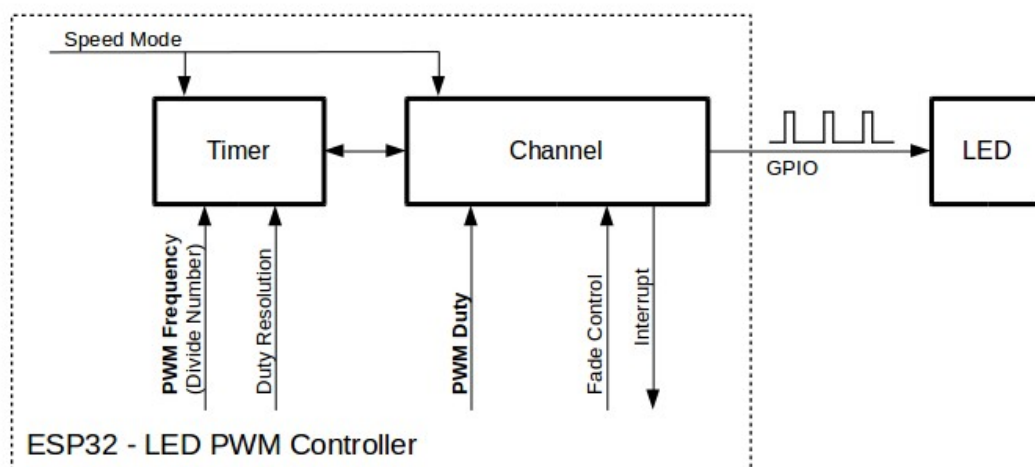 Speed Mode
Timer
Channel
LED
GPIO
PWM Frequency
(Divide Number)
Duty Resolution
PWM Duty
Fade Control
Interrupt
ESP32 - LED PWM Controller